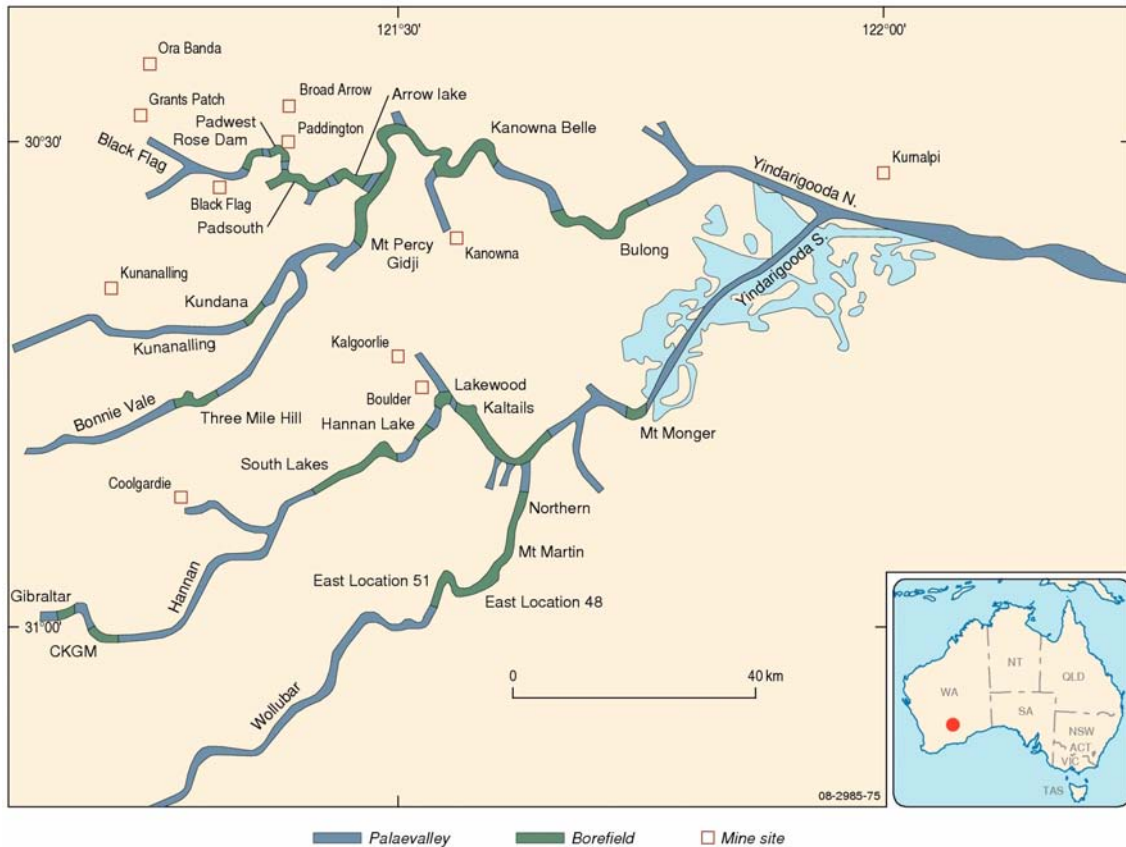 121°30'
122°00'
Ora Banda
Grants Patch
Broad Arrow
Arrow lake
Padwest
Rose Dam
Paddington
Kanowna Belle
30°30'
Black Flag
Kurnalpi
Yindarigooda N.
Black Flag
Padsouth
Mt Percy
Gidji
Kanowna
Bulong
Yindarigooda S.
Kunanalling
Kundana
Kunanalling
Kalgoorlie
Boulder
Lakewood
Kaltails
Bonnie Vale
Three Mile Hill
Hannan Lake
Mt Monger
South Lakes
Coolgardie
Northern
Mt Martin
Hannan
East Location 51
East Location 48
Gibraltar
31°00'
CKGM
0
40 km
Wollubar
NT
QLD
WA
SA
NSW
ACT
VIC
TAS
08-2985-75
Palaevalley
Borefield
Mine site